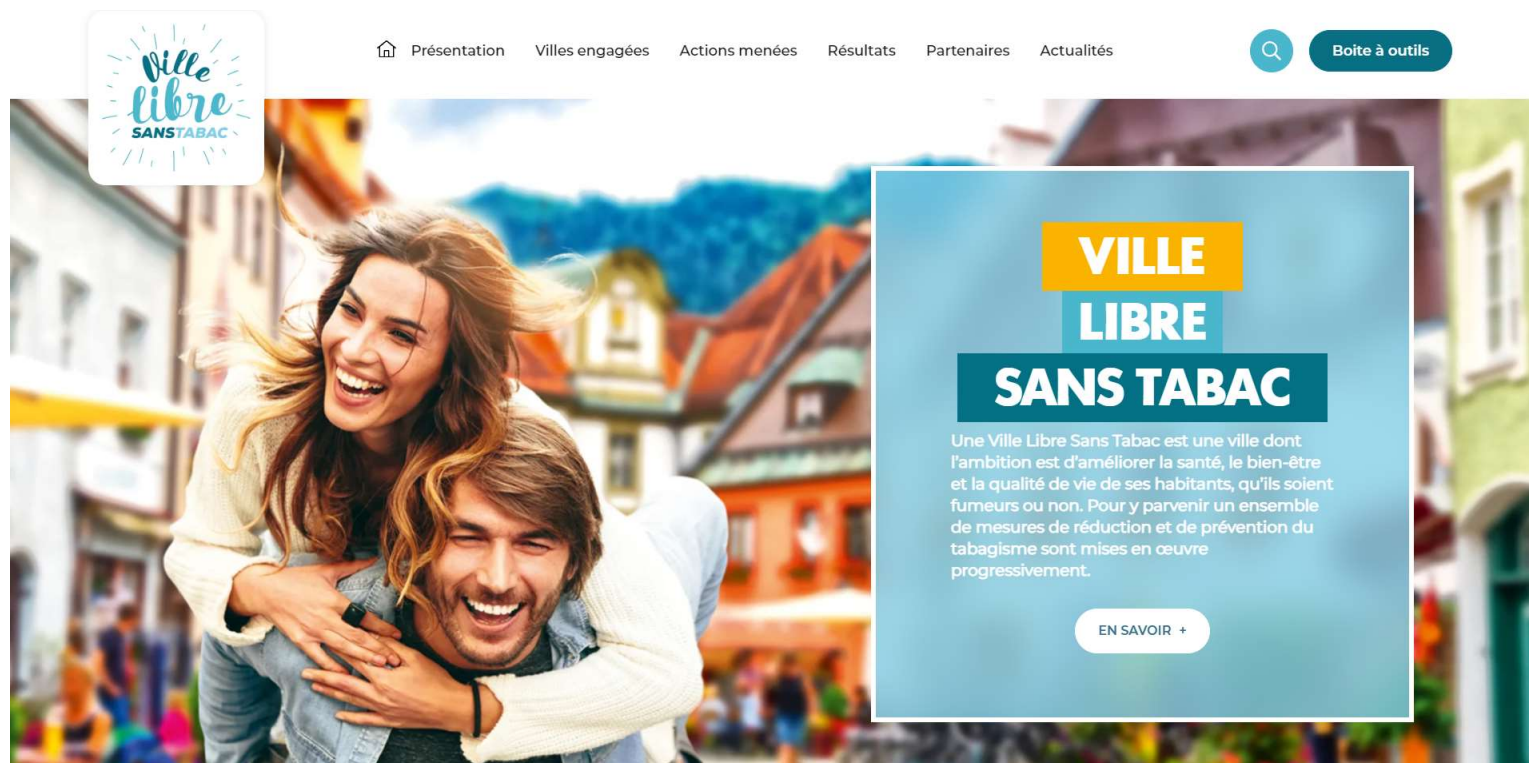 Ville
libre
SANSTABAC
Présentation
Villes engagées
Actions menées
Résultats
Partenaires
Actualités
Boite à outils
VILLE
LIBRE
SANS TABAC
Une Ville Libre Sans Tabac est une ville dont
l'ambition est d'améliorer la santé, le bien-être
et la qualité de vie de ses habitants, qu'ils soient
fumeurs ou non. Pour y parvenir un ensemble
de mesures de réduction et de prévention du
tabagisme sont mises en œuvre
progressivement.
EN SAVOIR +